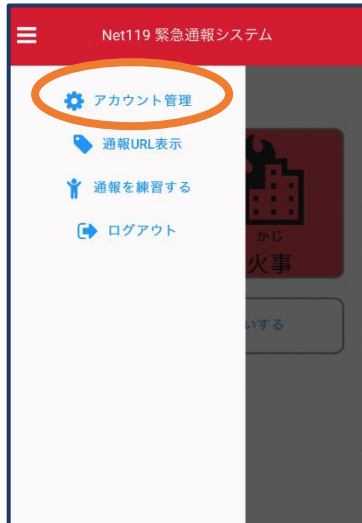 Net119 緊急通報システム
アカウント管理
通報URL表示
通報を練習する
ログアウト
かじ
火事
いする